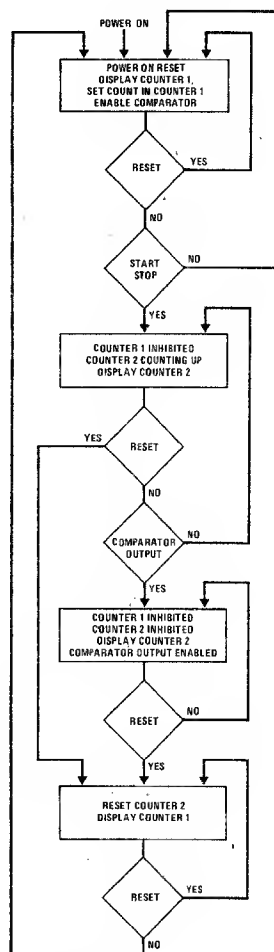 POWER ON
POWER ON RESET
DISPLAY COUNTER 1,
SET COUNT IN COUNTER 1
ENABLE COMPARATOR
RESET
YES
NO
START
STOP
NO
YES
COUNTER 1 INHIBITED
COUNTER 2 COUNTING UP
DISPLAY COUNTER 2
YES
RESET
NO
COMPARATOR
OUTPUT
NO
YES
COUNTER 1 INHIBITED
COUNTER 2 INHIBITED
DISPLAY COUNTER 2
COMPARATOR OUTPUT ENABLED
RESET
NO
YES
RESET COUNTER 2
DISPLAY COUNTER 1
RESET
YES
NO